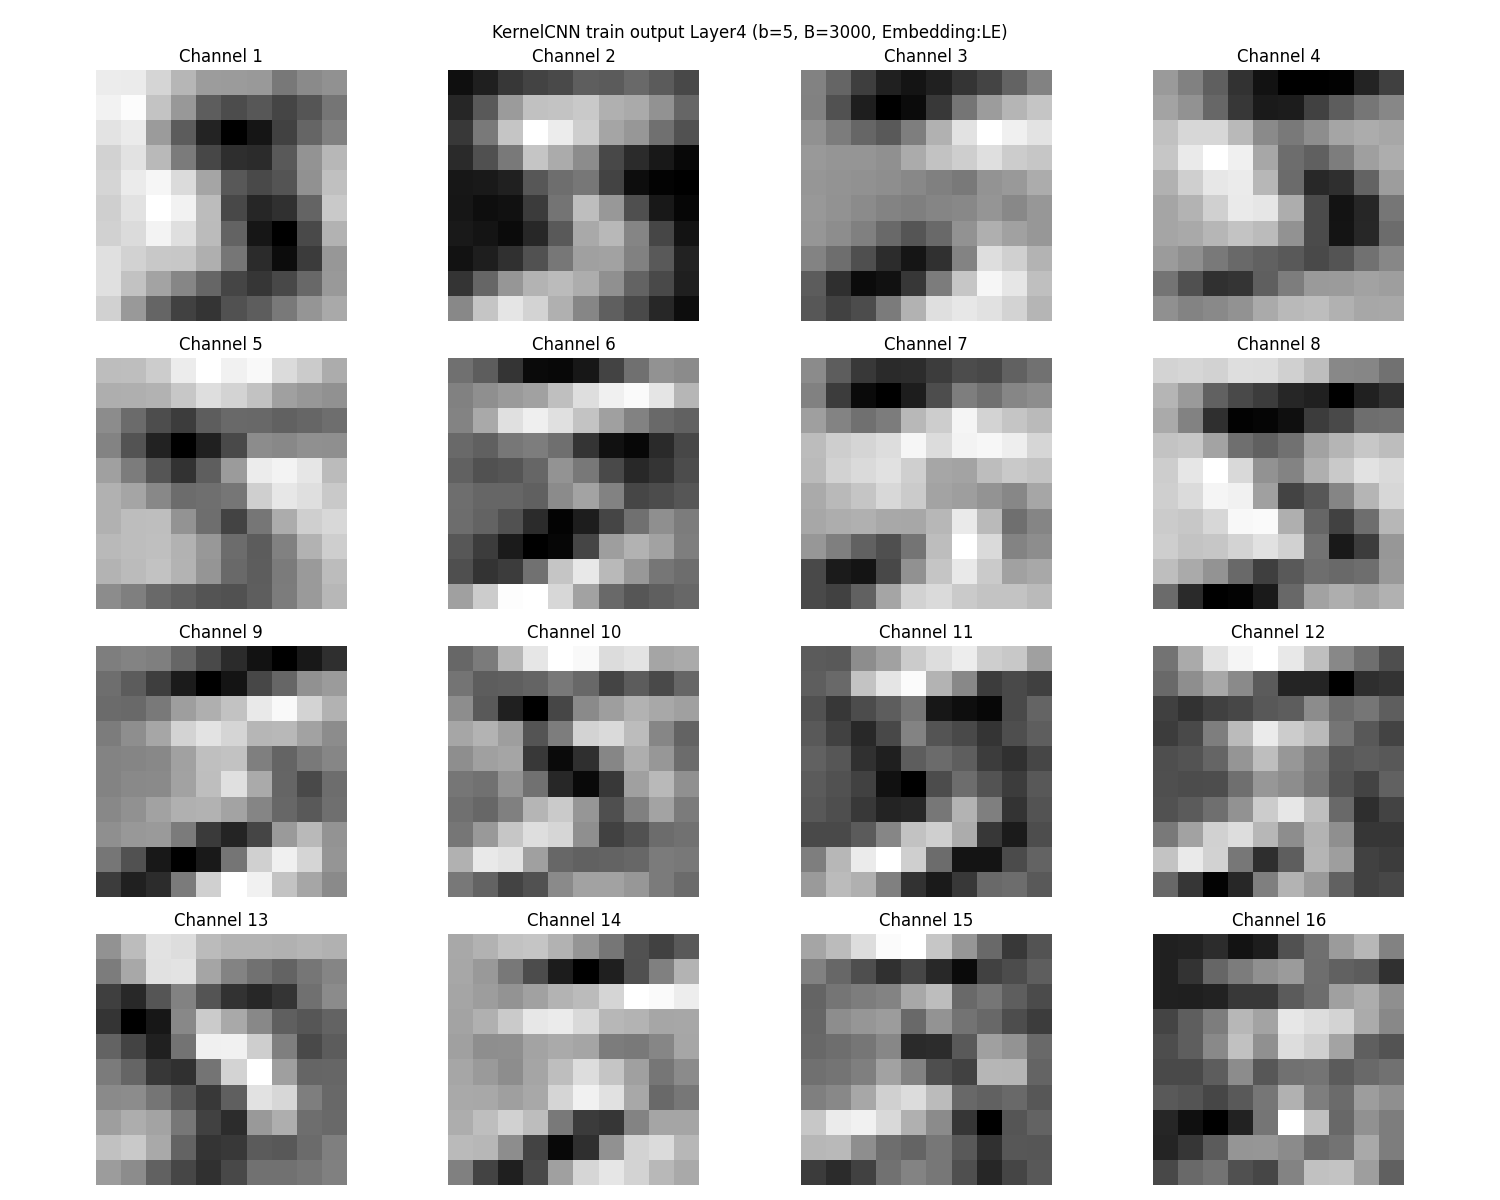 KernelCNN train output Layer4 (b=5, B=3000, Embedding:LE)
Channel 1
Channel 2
Channel 3
Channel 4
Channel 5
Channel 6
Channel 7
Channel 8
Channel 9
Channel 10
Channel 11
Channel 12
Channel 13
Channel 14
Channel 15
Channel 16